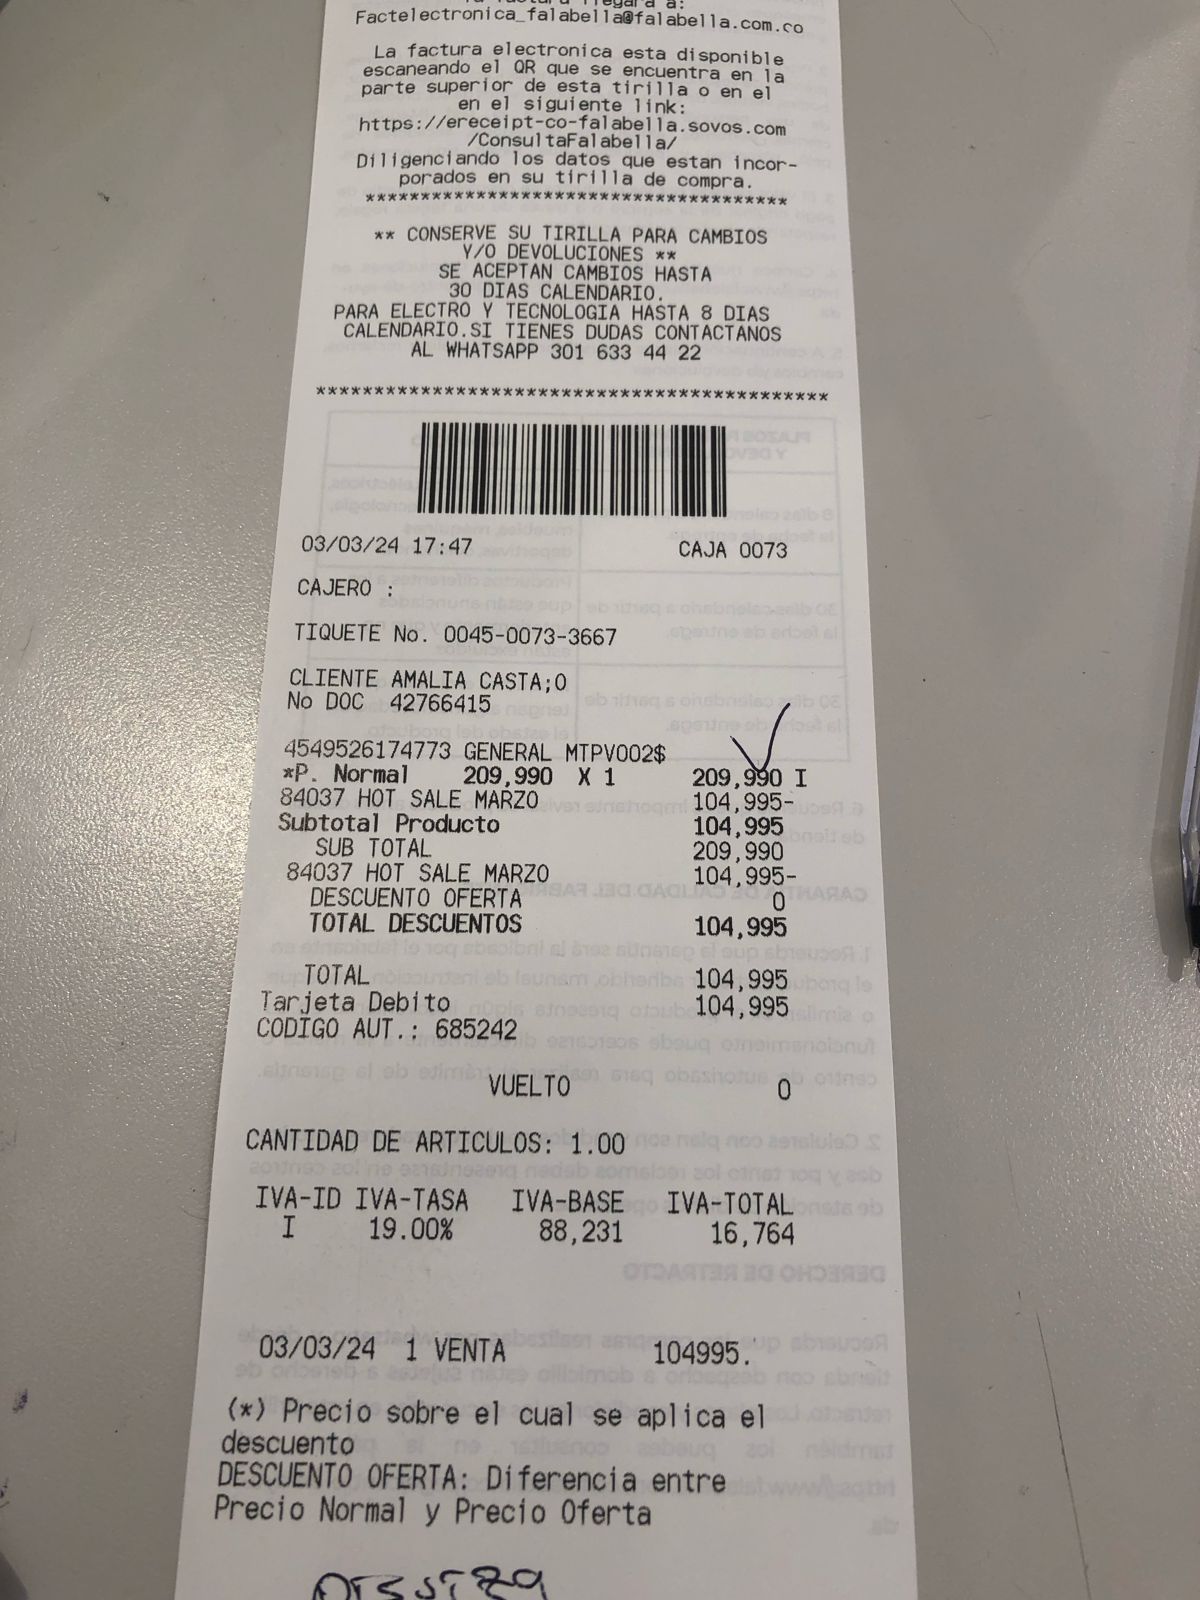 Factelectronica_falabella@falabella.com.co
La factura electronica esta disponible
escaneando el QR que se encuentra en la
parte superior de esta tirilla o en el
en el siguiente link:
https://ereceipt-co-falabella.sovos.com
/ConsultaFalabella/
Diligenciando los datos que estan incor-
porados en su tirilla de compra.
***************************************
** CONSERVE SU TIRILLA PARA CAMBIOS
Y/O DEVOLUCIONES **
SE ACEPTAN CAMBIOS HASTA
30 DIAS CALENDARIO.
PARA ELECTRO Y TECNOLOGIA HASTA 8 DIAS
CALENDARIO.SI TIENES DUDAS CONTACTANOS
AL WHATSAPP 301 633 44 22
********************************************
03/03/24 17:47 CAJA 0073
CAJERO :
TIQUETE No. 0045-0073-3667
CLIENTE AMALIA CASTA;O
No DOC 42766415
4549526174773 GENERAL MTPV002$
*P. Normal 209,990 X 1 209,990 I
84037 HOT SALE MARZO 104,995-
Subtotal Producto 104,995
SUB TOTAL 209,990
84037 HOT SALE MARZO 104,995-
DESCUENTO OFERTA 0
TOTAL DESCUENTOS 104,995
TOTAL 104,995
Tarjeta Debito 104,995
CODIGO AUT.: 685242
VUELTO 0
CANTIDAD DE ARTICULOS: 1.00
IVA-ID IVA-TASA IVA-BASE IVA-TOTAL
I 19.00% 88,231 16,764
03/03/24 1 VENTA 104995.
(*) Precio sobre el cual se aplica el
descuento
DESCUENTO OFERTA: Diferencia entre
Precio Normal y Precio Oferta